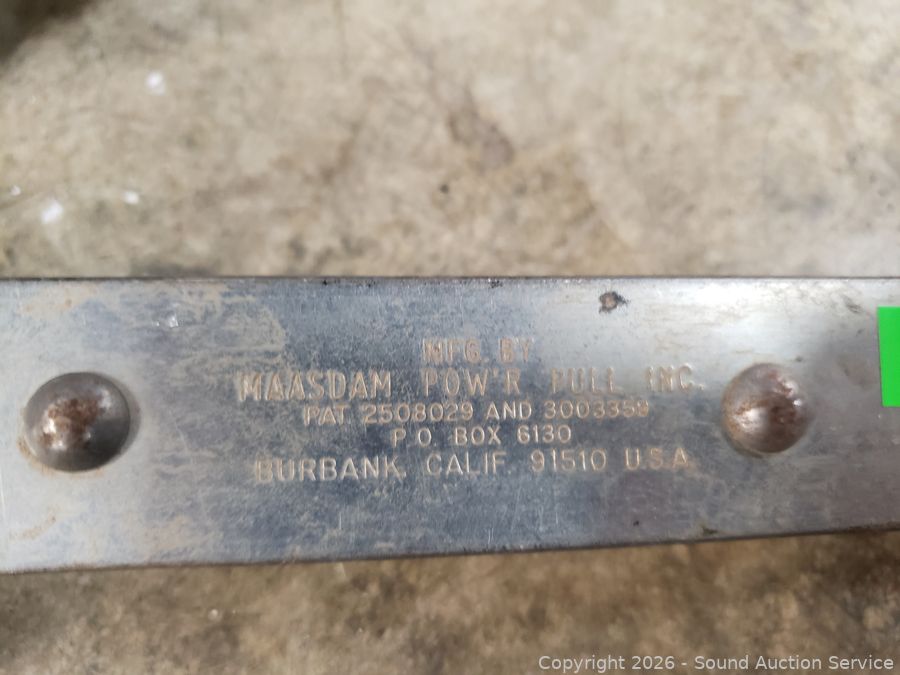 MFG. BY
MAASDAM POW'R PULL INC.
PAT. 2508029 AND 3003359
P.O. BOX 6130
BURBANK, CALIF. 91510 U.S.A.
Copyright ©2026 - Sound Auction Service